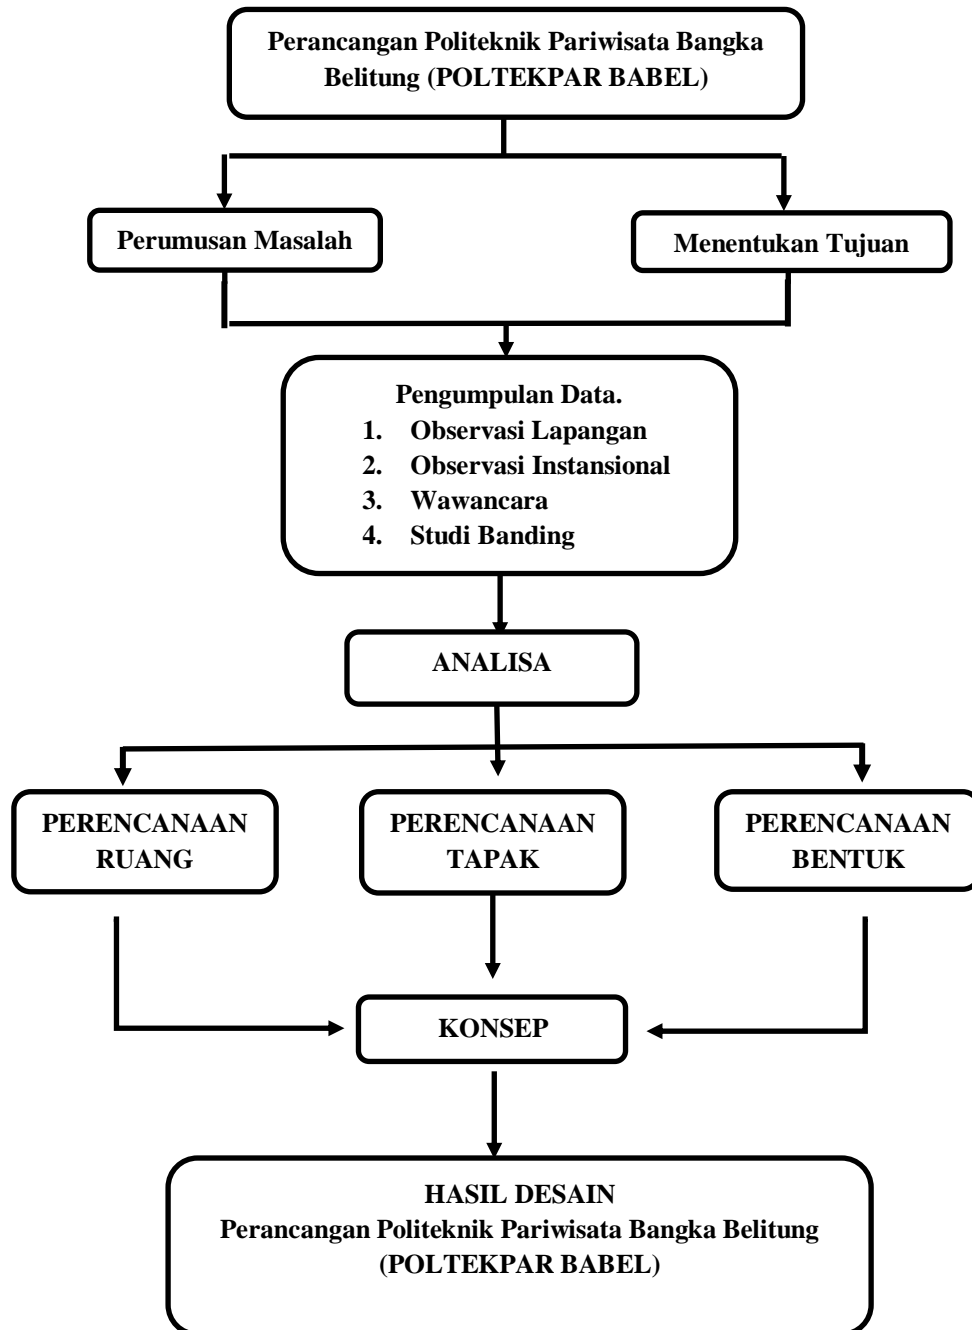 Perancangan Politeknik Pariwisata Bangka
Belitung (POLTEKPAR BABEL)
Perumusan Masalah
Menentukan Tujuan
Pengumpulan Data.
1. Observasi Lapangan
2. Observasi Instansional
3. Wawancara
4. Studi Banding
ANALISA
PERENCANAAN
RUANG
PERENCANAAN
TAPAK
PERENCANAAN
BENTUK
KONSEP
HASIL DESAIN
Perancangan Politeknik Pariwisata Bangka Belitung
(POLTEKPAR BABEL)